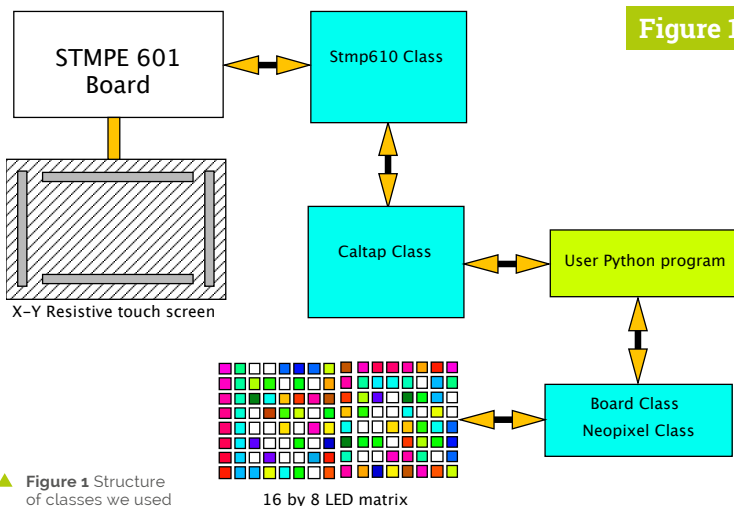 Figure 1
STMPE 601
Board
Stmp610 Class
Caltap Class
User Python program
X-Y Resistive touch screen
Board Class
Neopixel Class
Figure 1 Structure
of classes we used
16 by 8 LED matrix